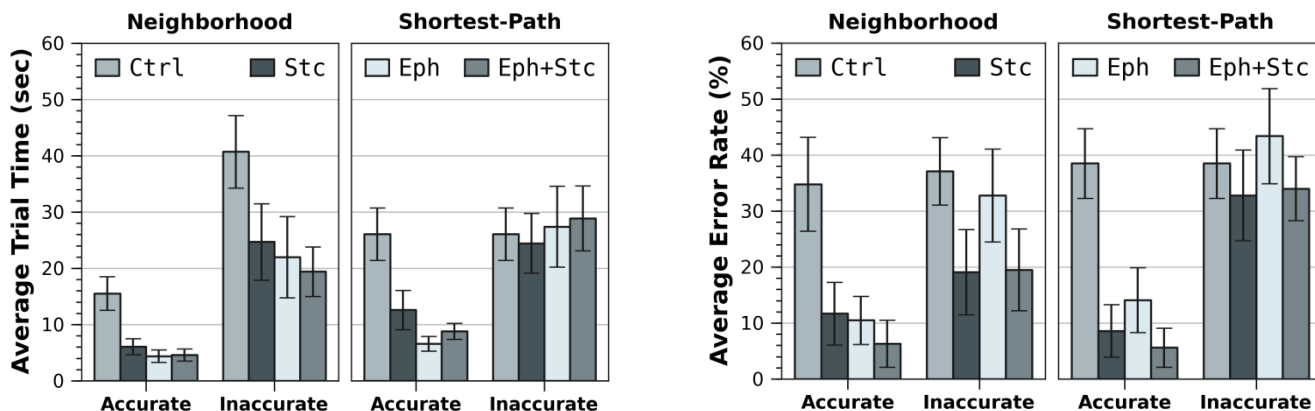 Neighborhood Shortest-Path
Average Trial Time (sec)
60
50
40
30
20
10
0
Ctrl Stc Eph Eph+Stc
Accurate Inaccurate Accurate Inaccurate
Neighborhood Shortest-Path
Average Error Rate (%)
60
50
40
30
20
10
0
Ctrl Stc Eph Eph+Stc
Accurate Inaccurate Accurate Inaccurate